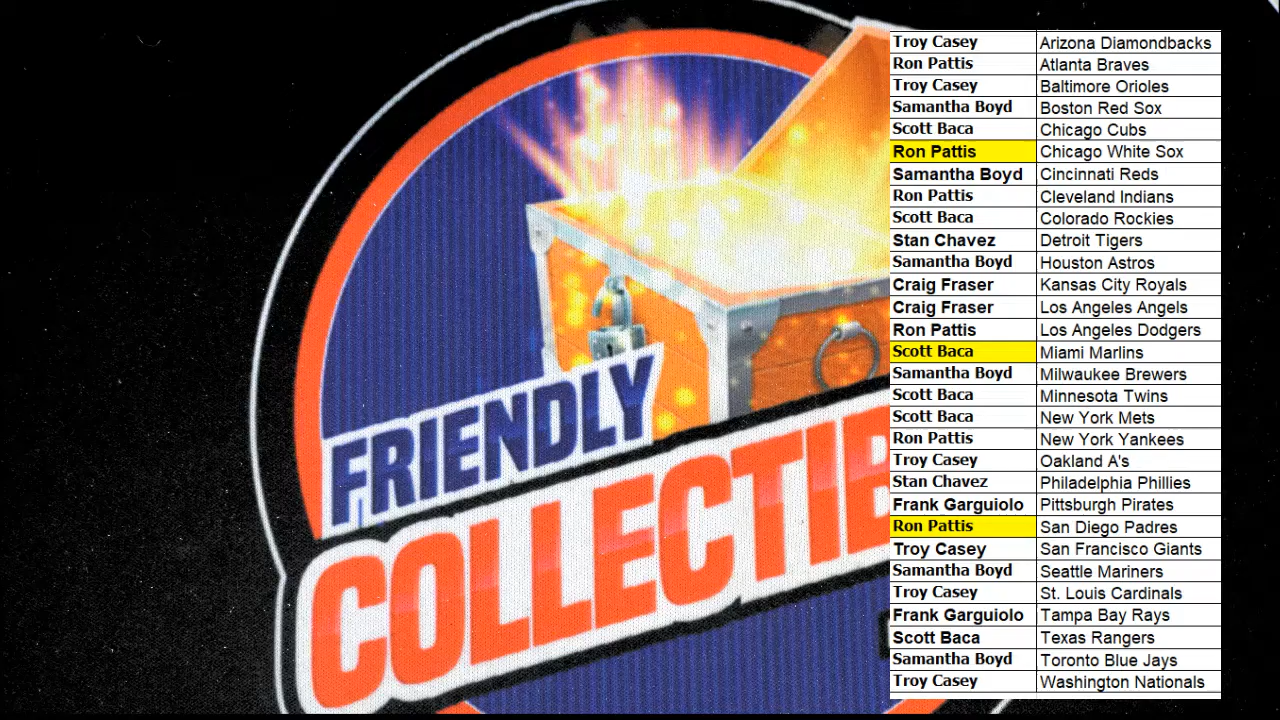 FRIENDLY
COLLECTIB
Troy Casey Arizona Diamondbacks
Ron Pattis Atlanta Braves
Troy Casey Baltimore Orioles
Samantha Boyd Boston Red Sox
Scott Baca Chicago Cubs
Ron Pattis Chicago White Sox
Samantha Boyd Cincinnati Reds
Ron Pattis Cleveland Indians
Scott Baca Colorado Rockies
Stan Chavez Detroit Tigers
Samantha Boyd Houston Astros
Craig Fraser Kansas City Royals
Craig Fraser Los Angeles Angels
Ron Pattis Los Angeles Dodgers
Scott Baca Miami Marlins
Samantha Boyd Milwaukee Brewers
Scott Baca Minnesota Twins
Scott Baca New York Mets
Ron Pattis New York Yankees
Troy Casey Oakland A's
Stan Chavez Philadelphia Phillies
Frank Garguiolo Pittsburgh Pirates
Ron Pattis San Diego Padres
Troy Casey San Francisco Giants
Samantha Boyd Seattle Mariners
Troy Casey St. Louis Cardinals
Frank Garguiolo Tampa Bay Rays
Scott Baca Texas Rangers
Samantha Boyd Toronto Blue Jays
Troy Casey Washington Nationals